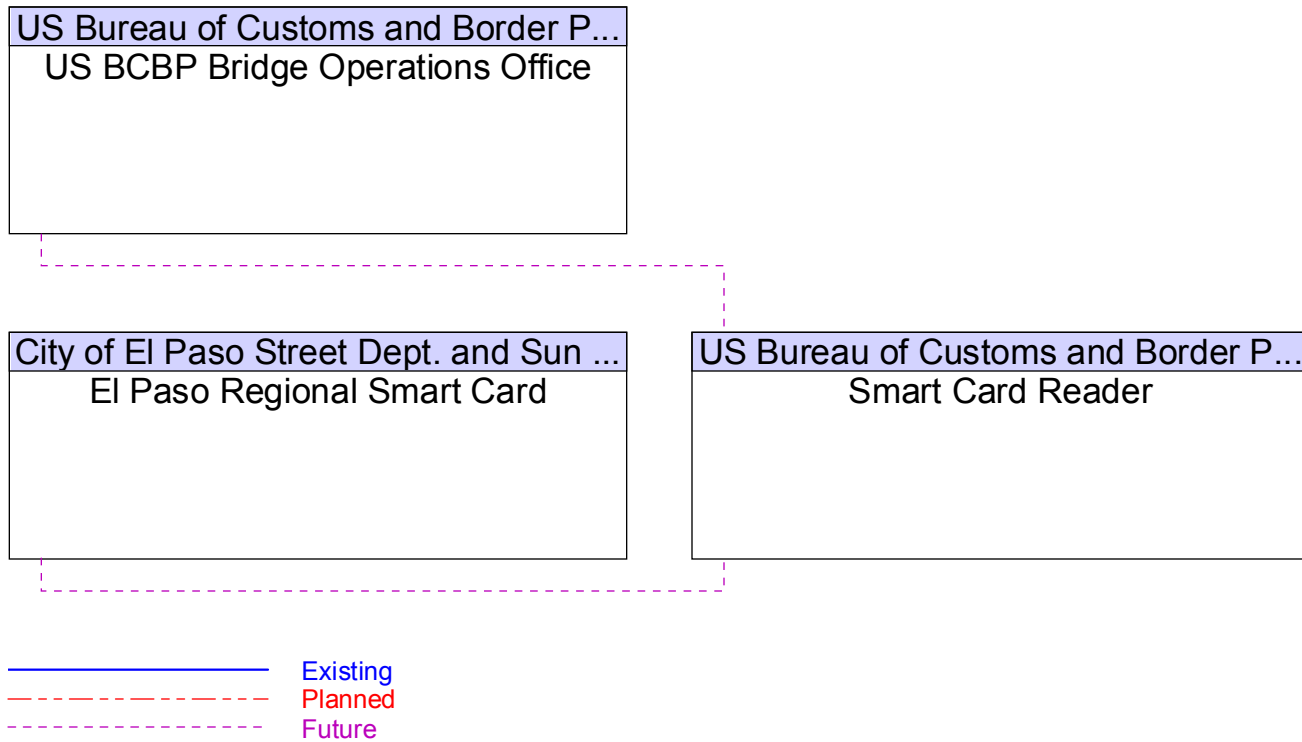 US Bureau of Customs and Border P...
US BCBP Bridge Operations Office
City of El Paso Street Dept. and Sun ...
El Paso Regional Smart Card
US Bureau of Customs and Border P...
Smart Card Reader
Existing
Planned
Future